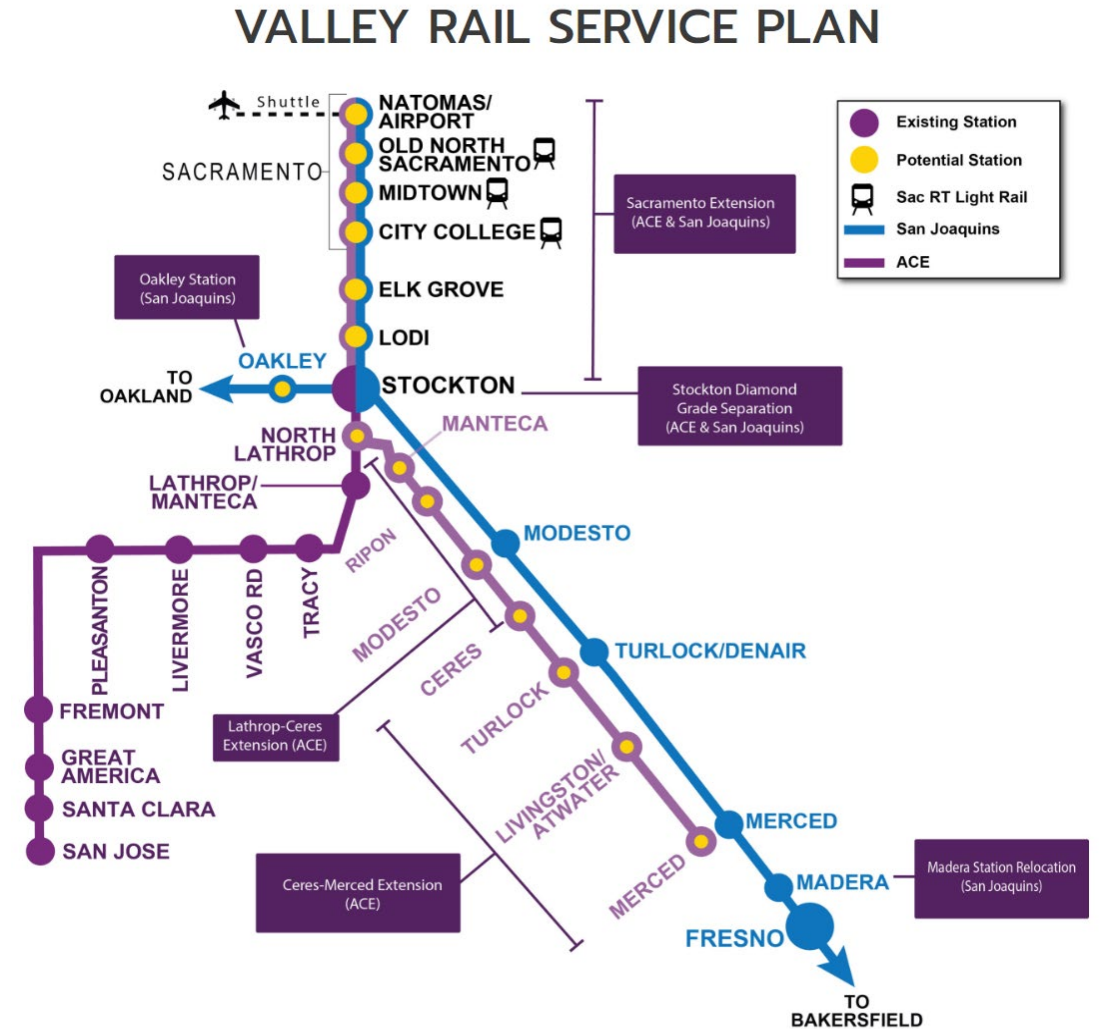 VALLEY RAIL SERVICE PLAN
Shuttle
NATOMAS/
AIRPORT
OLD NORTH
SACRAMENTO
SACRAMENTO
MIDTOWN
CITY COLLEGE
ELK GROVE
LODI
Sacramento Extension
(ACE & San Joaquins)
Existing Station
Potential Station
Sac RT Light Rail
San Joaquins
ACE
Oakley Station
(San Joaquins)
OAKLEY
TO
OAKLAND
STOCKTON
Stockton Diamond
Grade Separation
(ACE & San Joaquins)
NORTH
LATHROP
MANTECA
LATHROP/
MANTECA
RIPON
MODESTO
MODESTO
CERES
TURLOCK/DENAIR
TURLOCK
LIVINGSTON/
ATWATER
MERCED
MERCED
PLEASANTON
LIVERMORE
VASCO RD
TRACY
FREMONT
GREAT
AMERICA
SANTA CLARA
SAN JOSE
Lathrop-Ceres
Extension (ACE)
Ceres-Merced Extension
(ACE)
MADERA
Madera Station Relocation
(San Joaquins)
FRESNO
TO
BAKERSFIELD